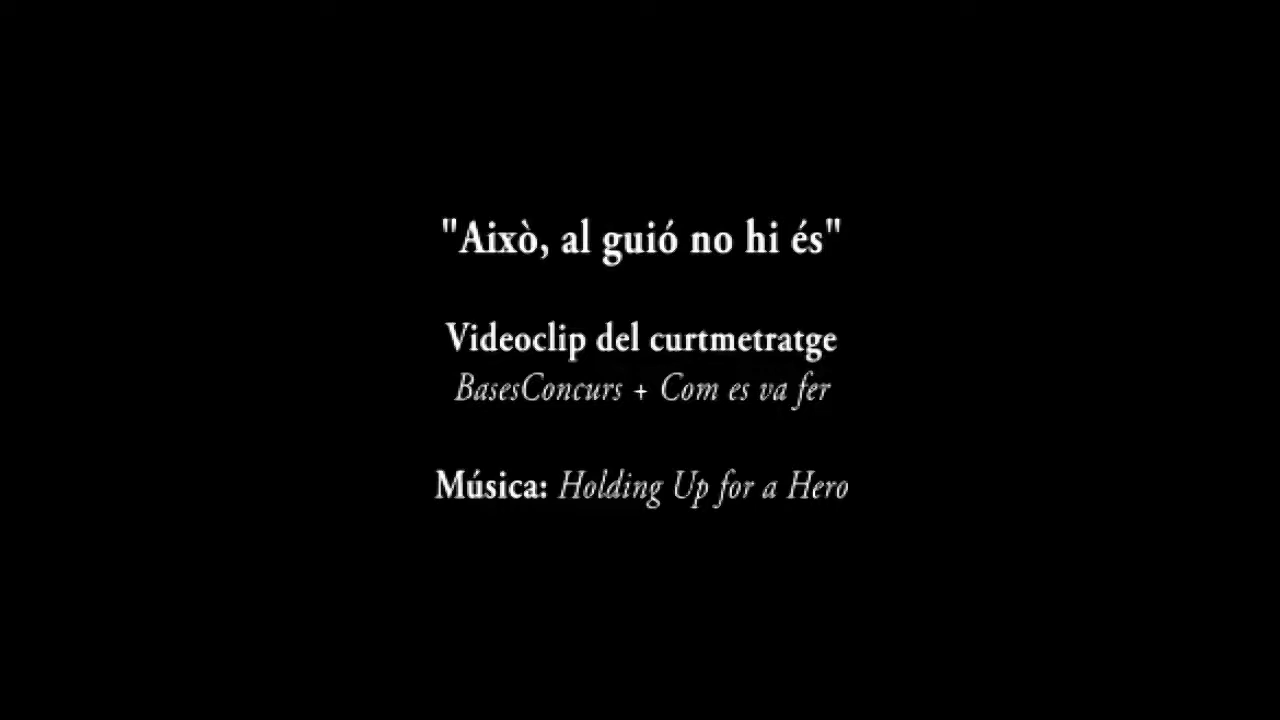 "Això, al guió no hi és"
Videoclip del curtmetratge
BasesConcurs + Com es va fer
Música: Holding Up for a Hero